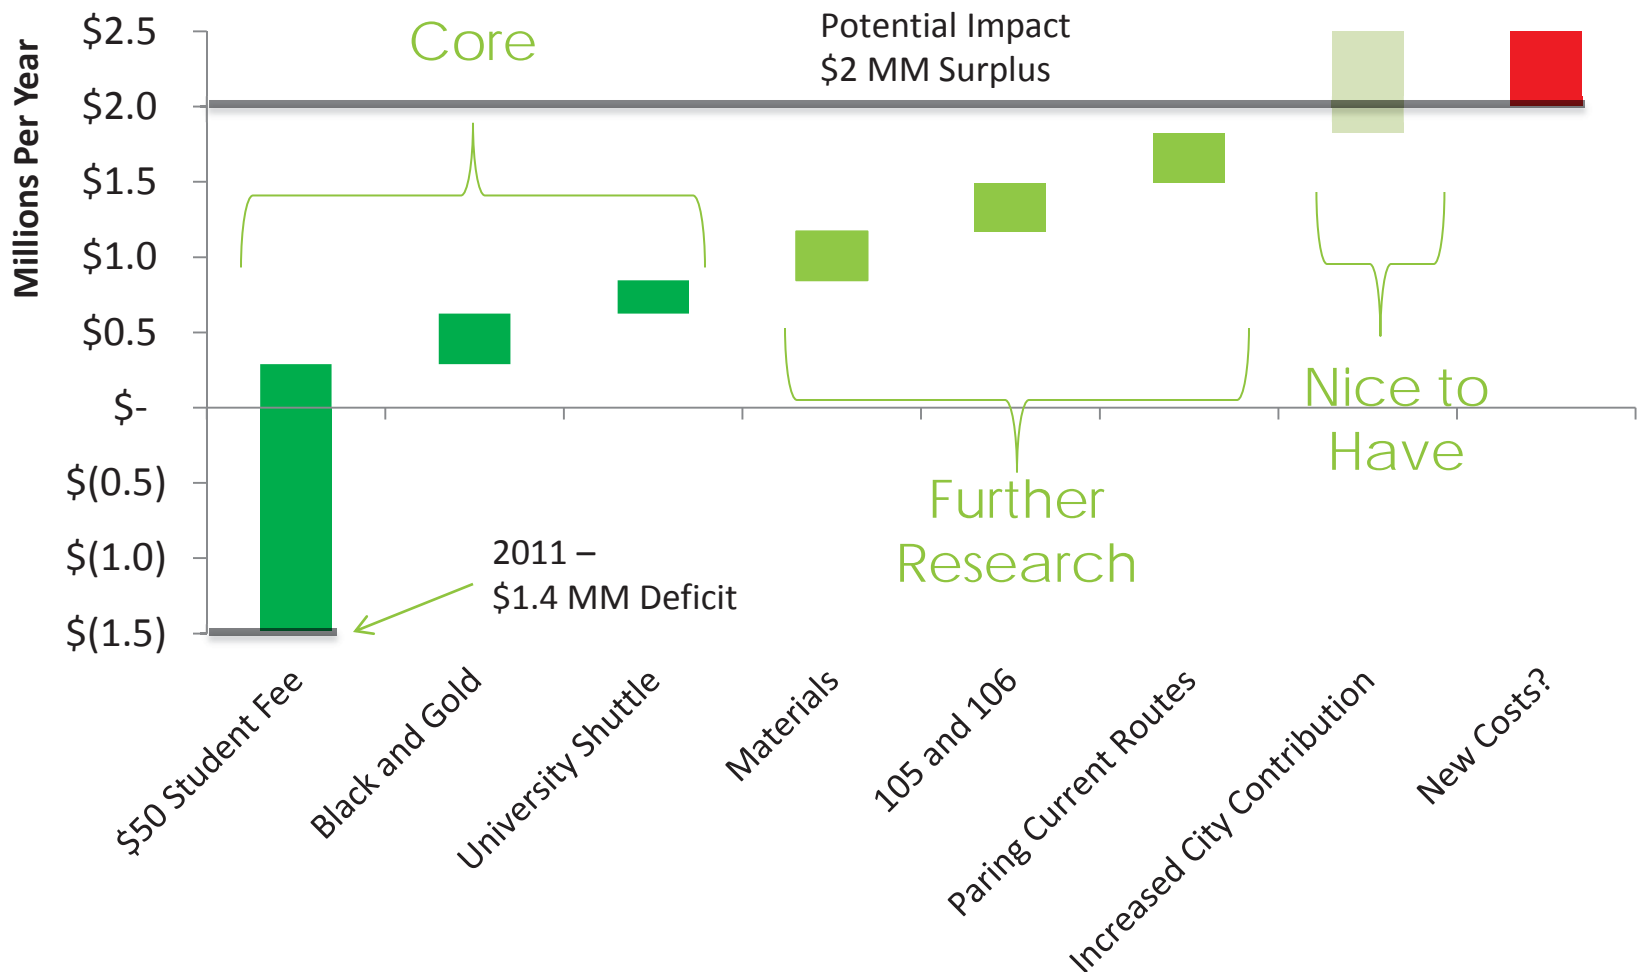 Millions Per Year
$2.5
$2.0
$1.5
$1.0
$0.5
$-
$(0.5)
$(1.0)
$(1.5)
Core
Potential Impact
$2 MM Surplus
Nice to
Have
Further
Research
2011 –
$1.4 MM Deficit
$50 Student Fee
Black and Gold
University Shuttle
Materials
105 and 106
Paring Current Routes
Increased City Contribution
New Costs?